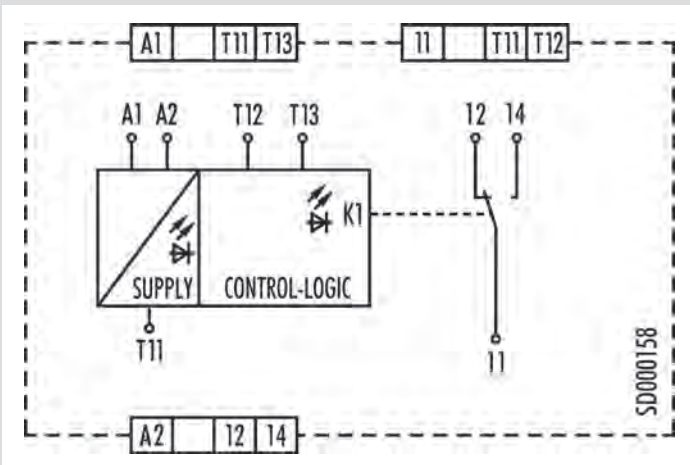 A1 T11 T13 11 T11 T12
A1 A2 T12 T13 12 14
K1
SUPPLY CONTROL-LOGIC
T11 11
SD000158
A2 12 14